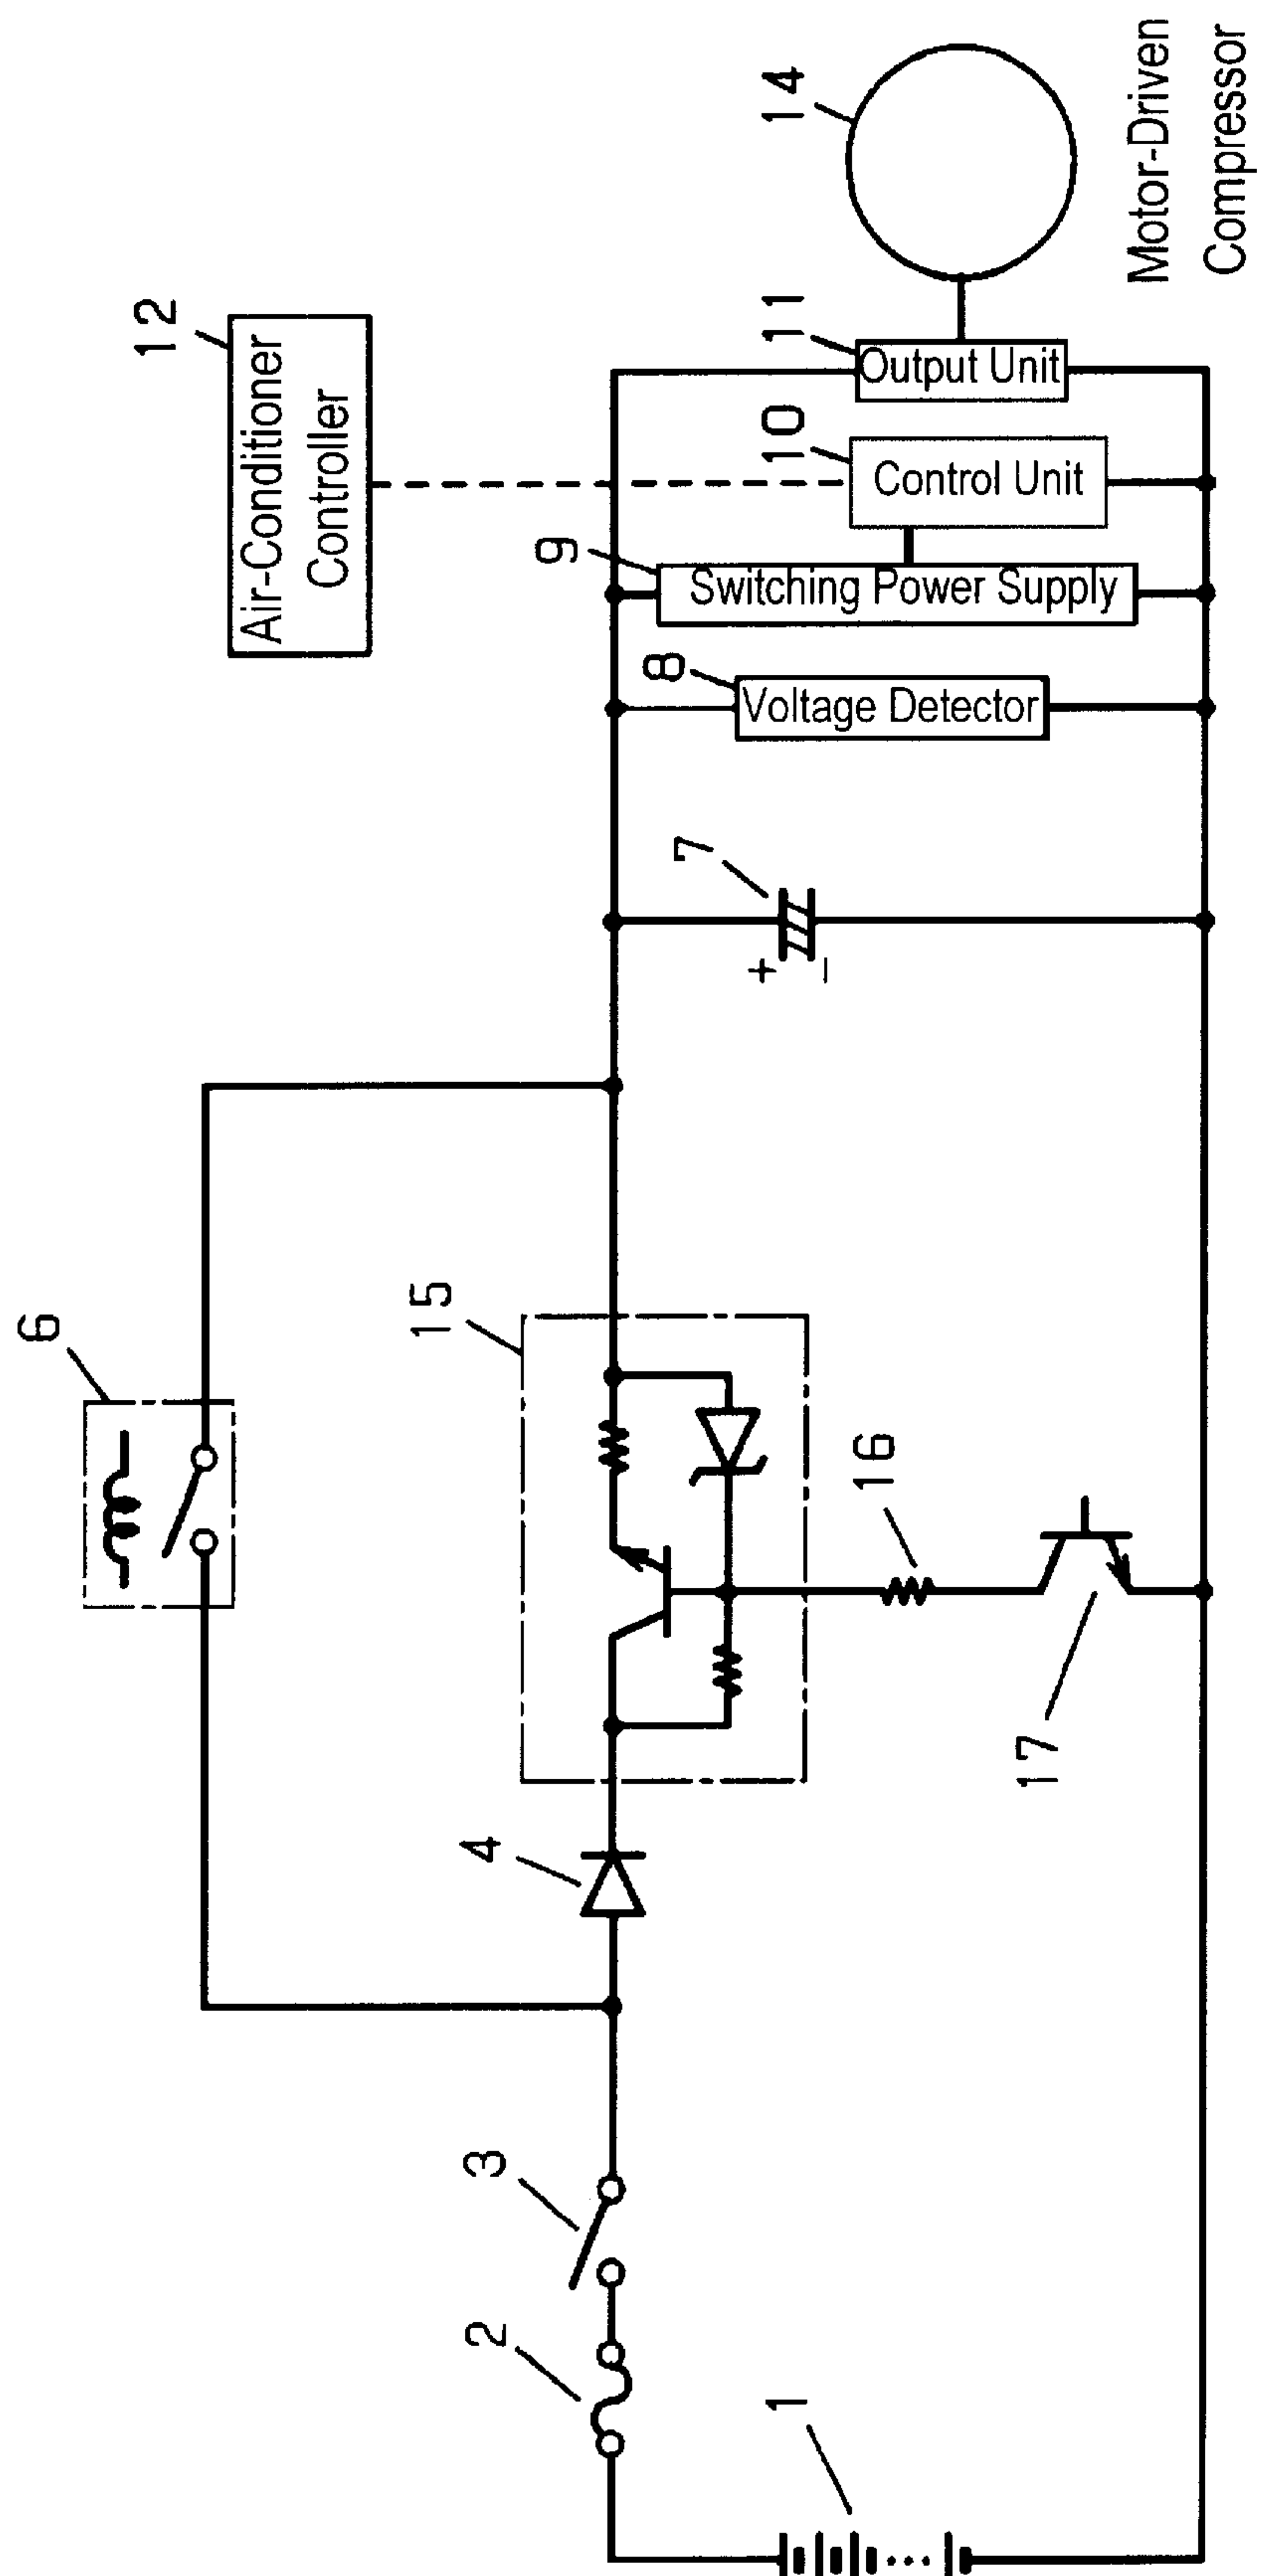 6
12
Air-Conditioner
Controller
15
2
3
4
9
8
7
+
−
10
11
14
Switching Power Supply
Control Unit
Output Unit
Voltage Detector
1
16
17
Motor-Driven
Compressor